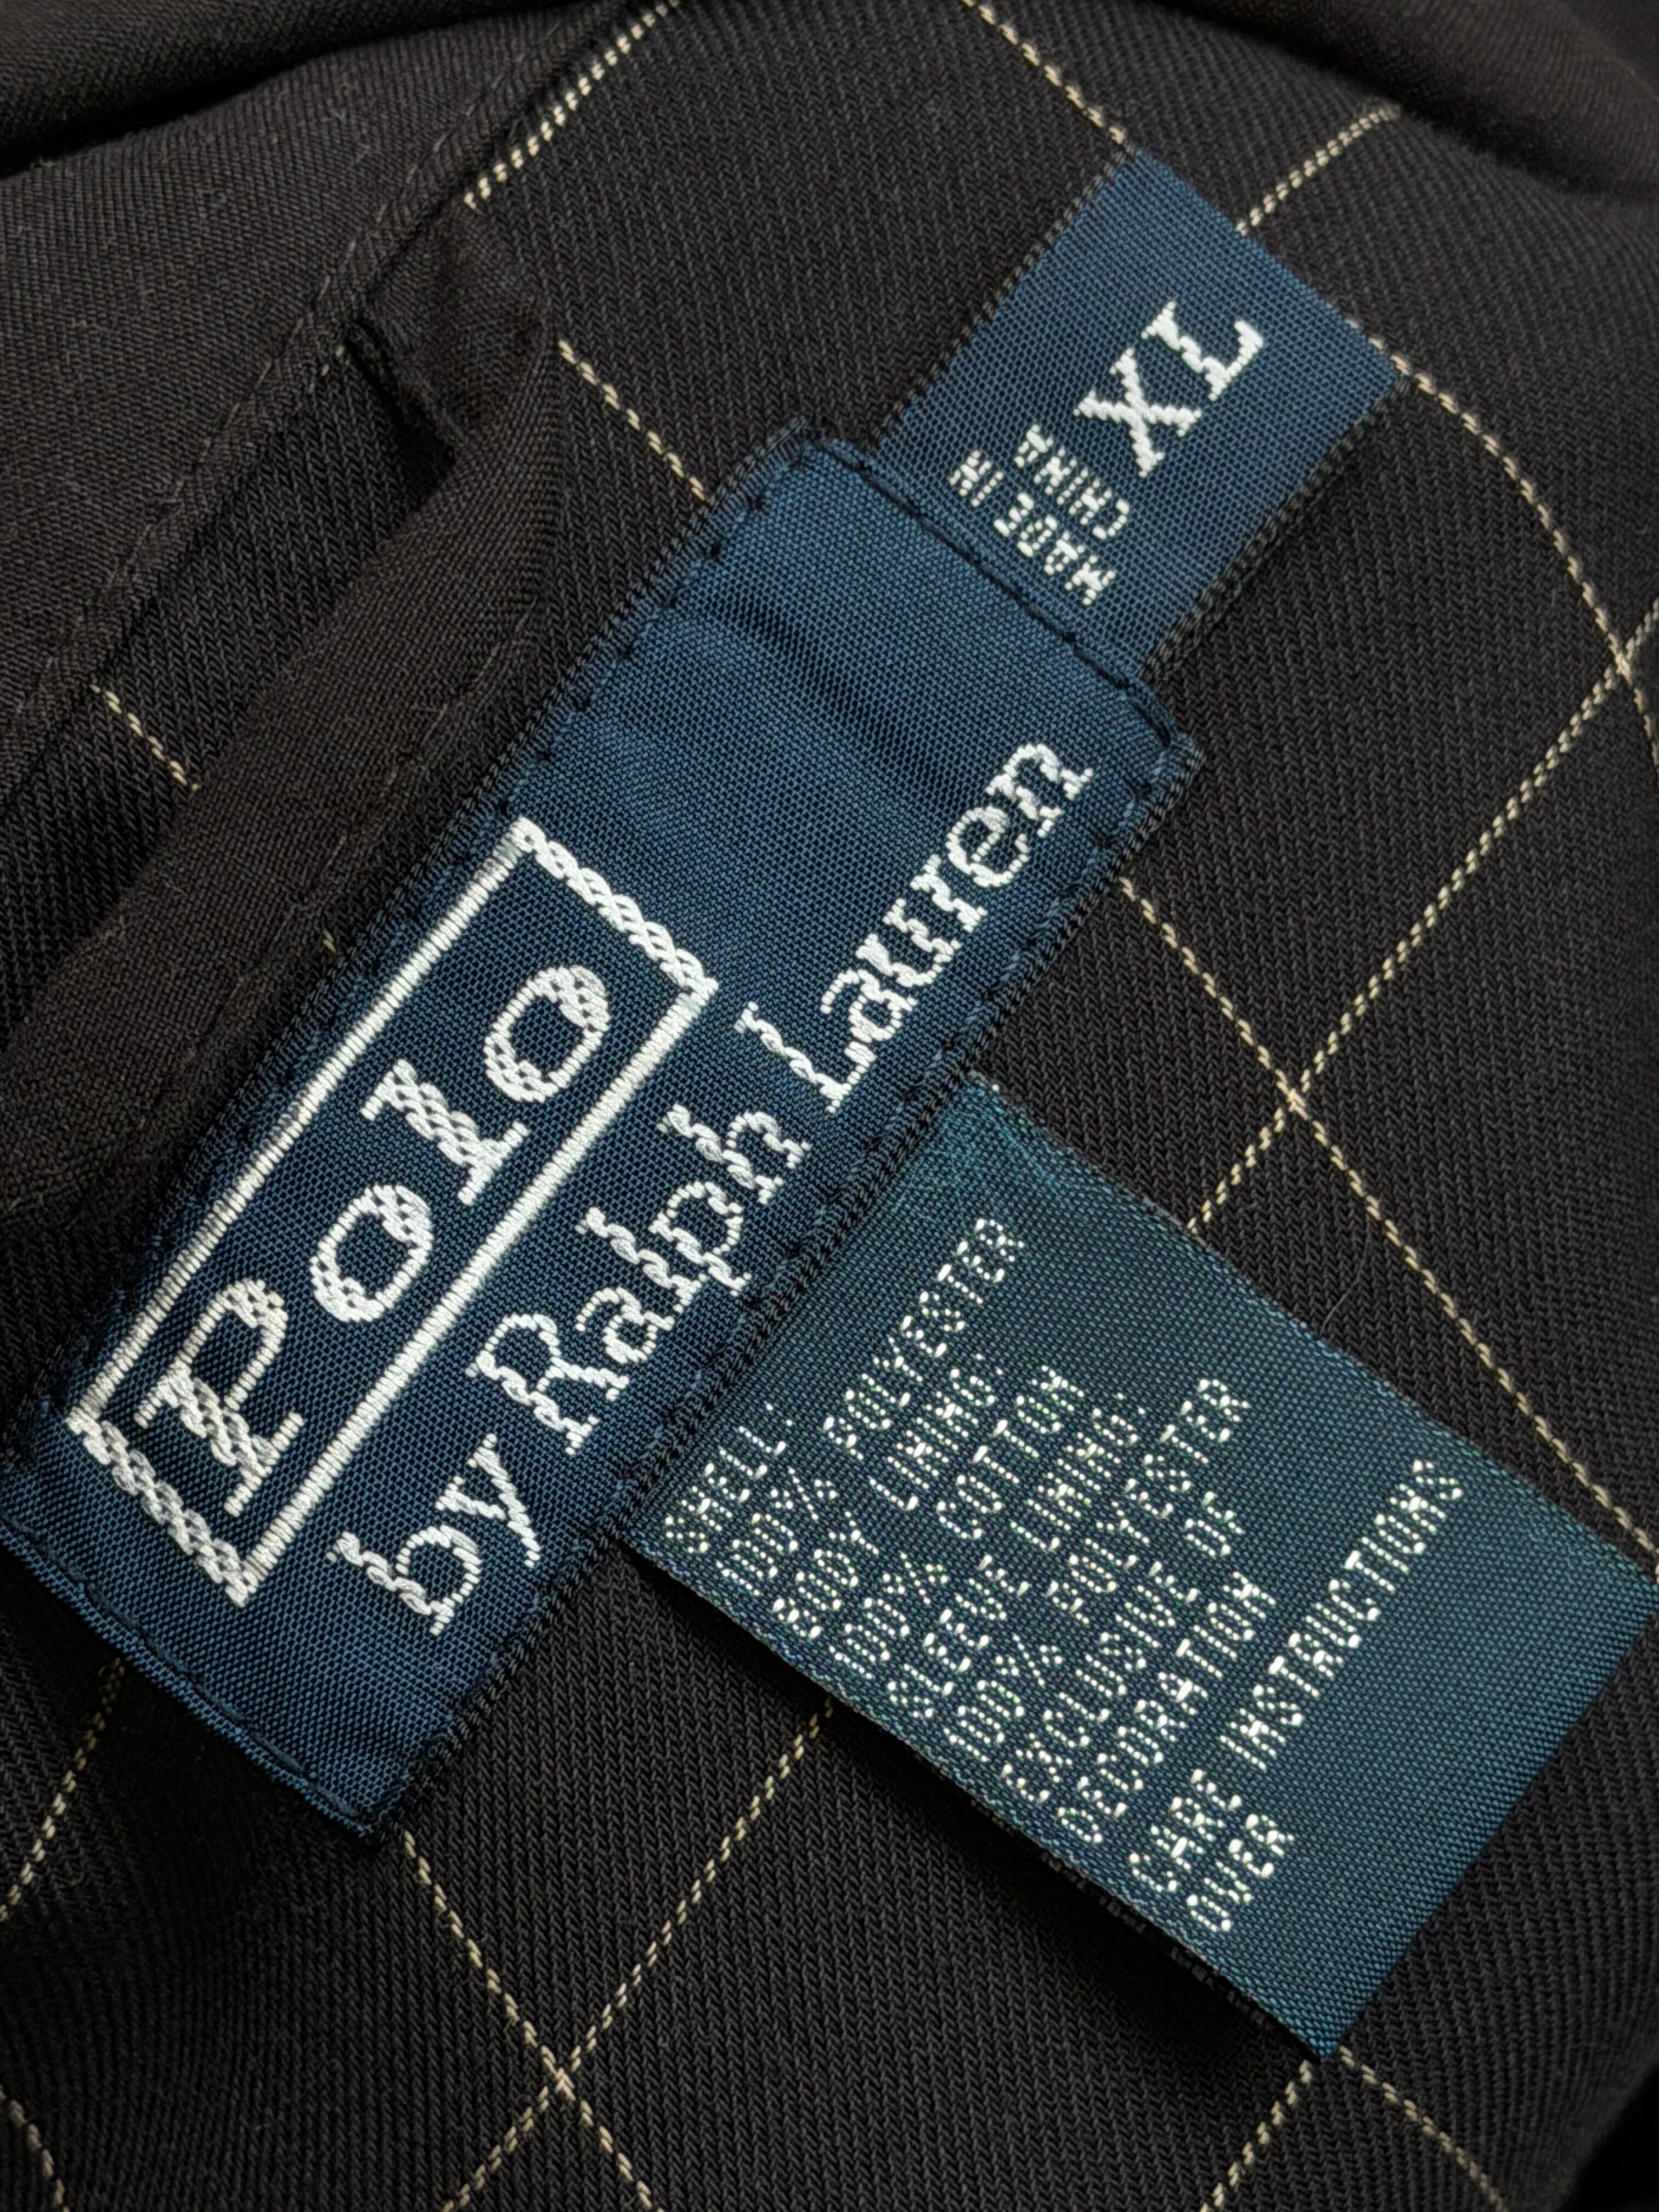 XL
MADE IN
CHINA
Polo
by Ralph Lauren
SHELL:
100% POLYESTER
BODY LINING:
100% COTTON
SLEEVE LINING:
100% POLYESTER
EXCLUSIVE OF
DECORATION
CARE INSTRUCTIONS
OVER